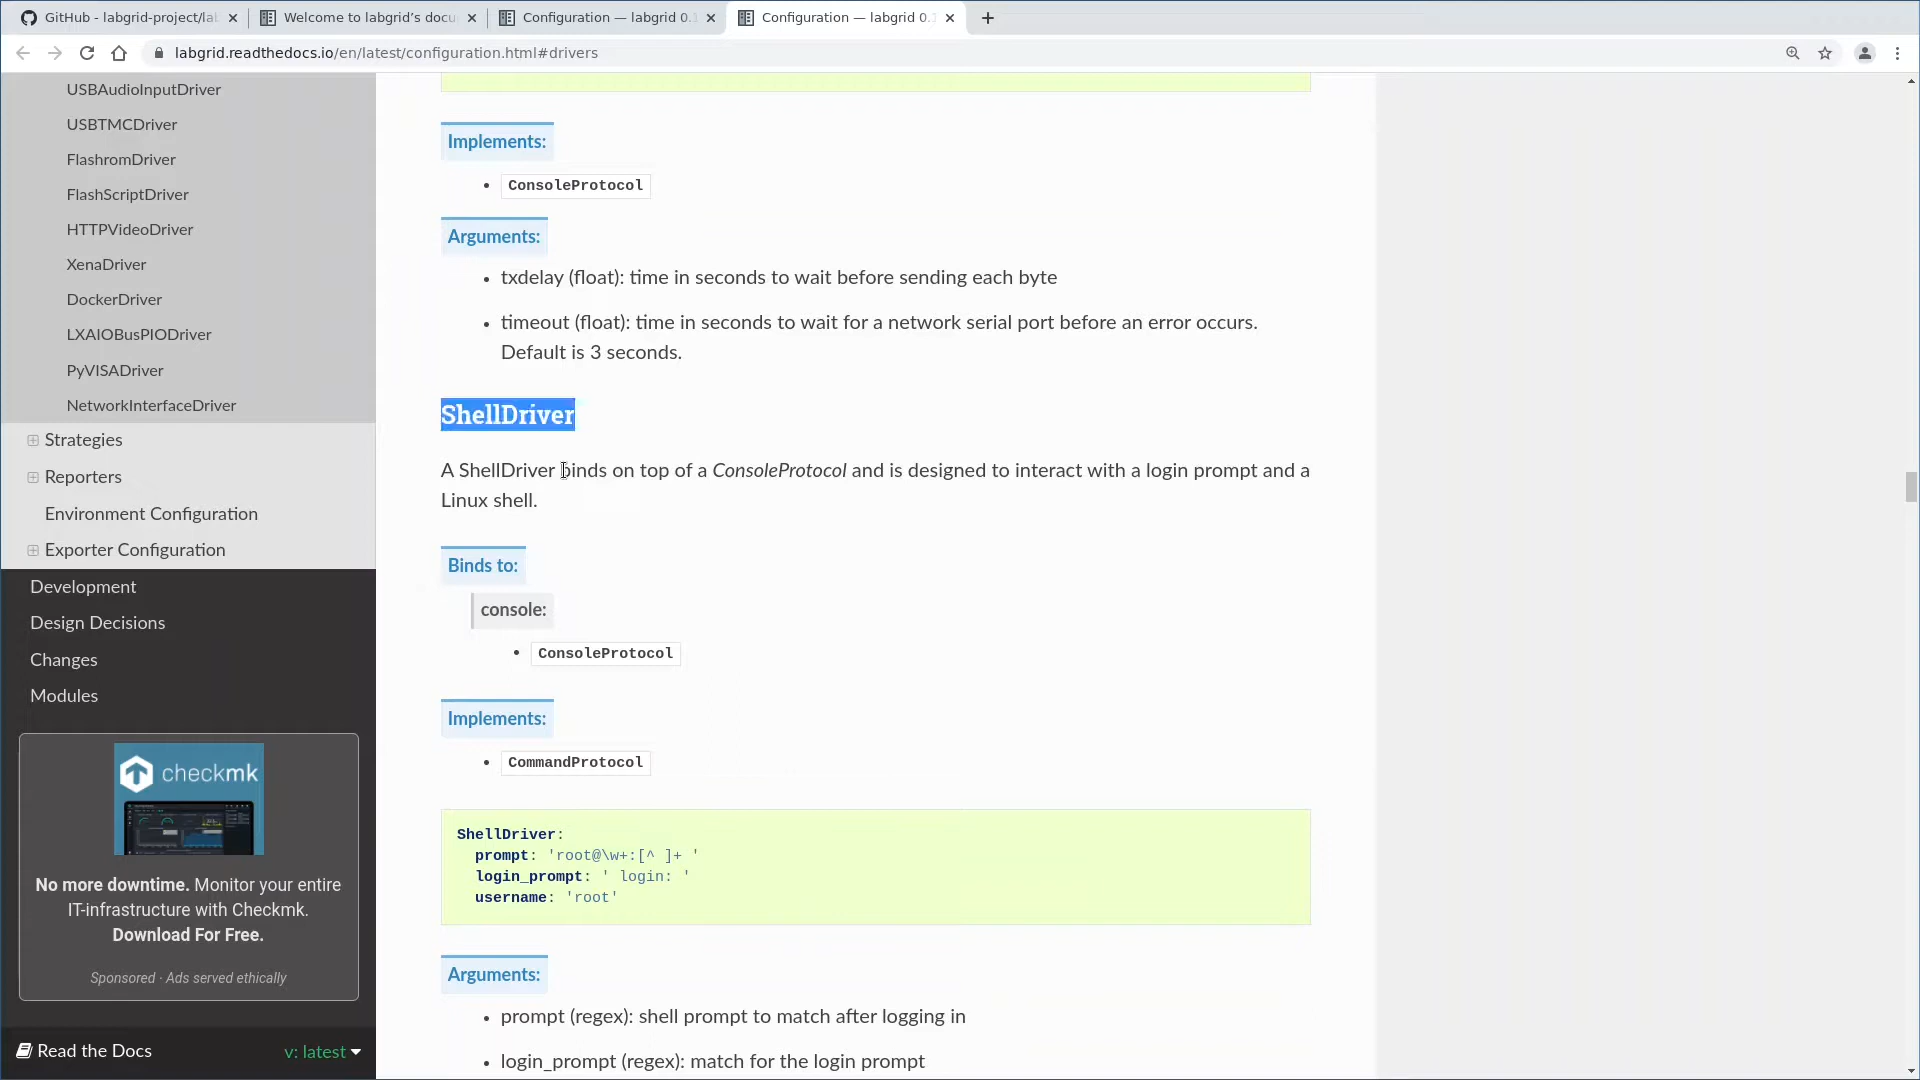 GitHub - labgrid-project/la
Welcome to labgrid's docu
Configuration — labgrid 0.
Configuration — labgrid 0.
labgrid.readthedocs.io/en/latest/configuration.html#drivers
USBAudioInputDriver
USBTMCDriver
FlashromDriver
FlashScriptDriver
HTTPVideoDriver
XenaDriver
DockerDriver
LXAIOBusPIODriver
PyVISADriver
NetworkInterfaceDriver
Strategies
Reporters
Environment Configuration
Exporter Configuration
Development
Design Decisions
Changes
Modules
checkmk
No more downtime. Monitor your entire
IT-infrastructure with Checkmk.
Download For Free.
Sponsored · Ads served ethically
Read the Docs
v: latest
Implements:
• ConsoleProtocol
Arguments:
• txdelay (float): time in seconds to wait before sending each byte
• timeout (float): time in seconds to wait for a network serial port before an error occurs.
Default is 3 seconds.
ShellDriver
A ShellDriver binds on top of a ConsoleProtocol and is designed to interact with a login prompt and a
Linux shell.
Binds to:
console:
• ConsoleProtocol
Implements:
• CommandProtocol
ShellDriver:
prompt: 'root@\w+:[^ ]+ '
login_prompt: ' login: '
username: 'root'
Arguments:
• prompt (regex): shell prompt to match after logging in
• login_prompt (regex): match for the login prompt